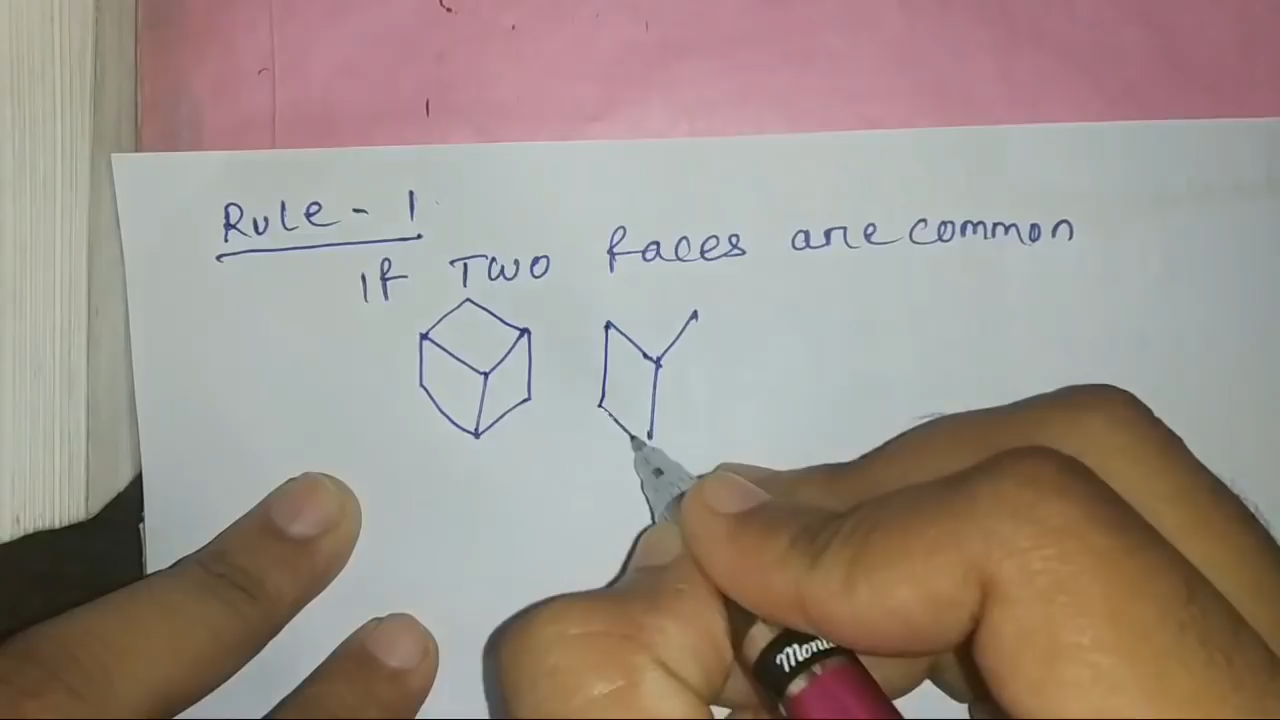 Rule - 1
If Two faces are common